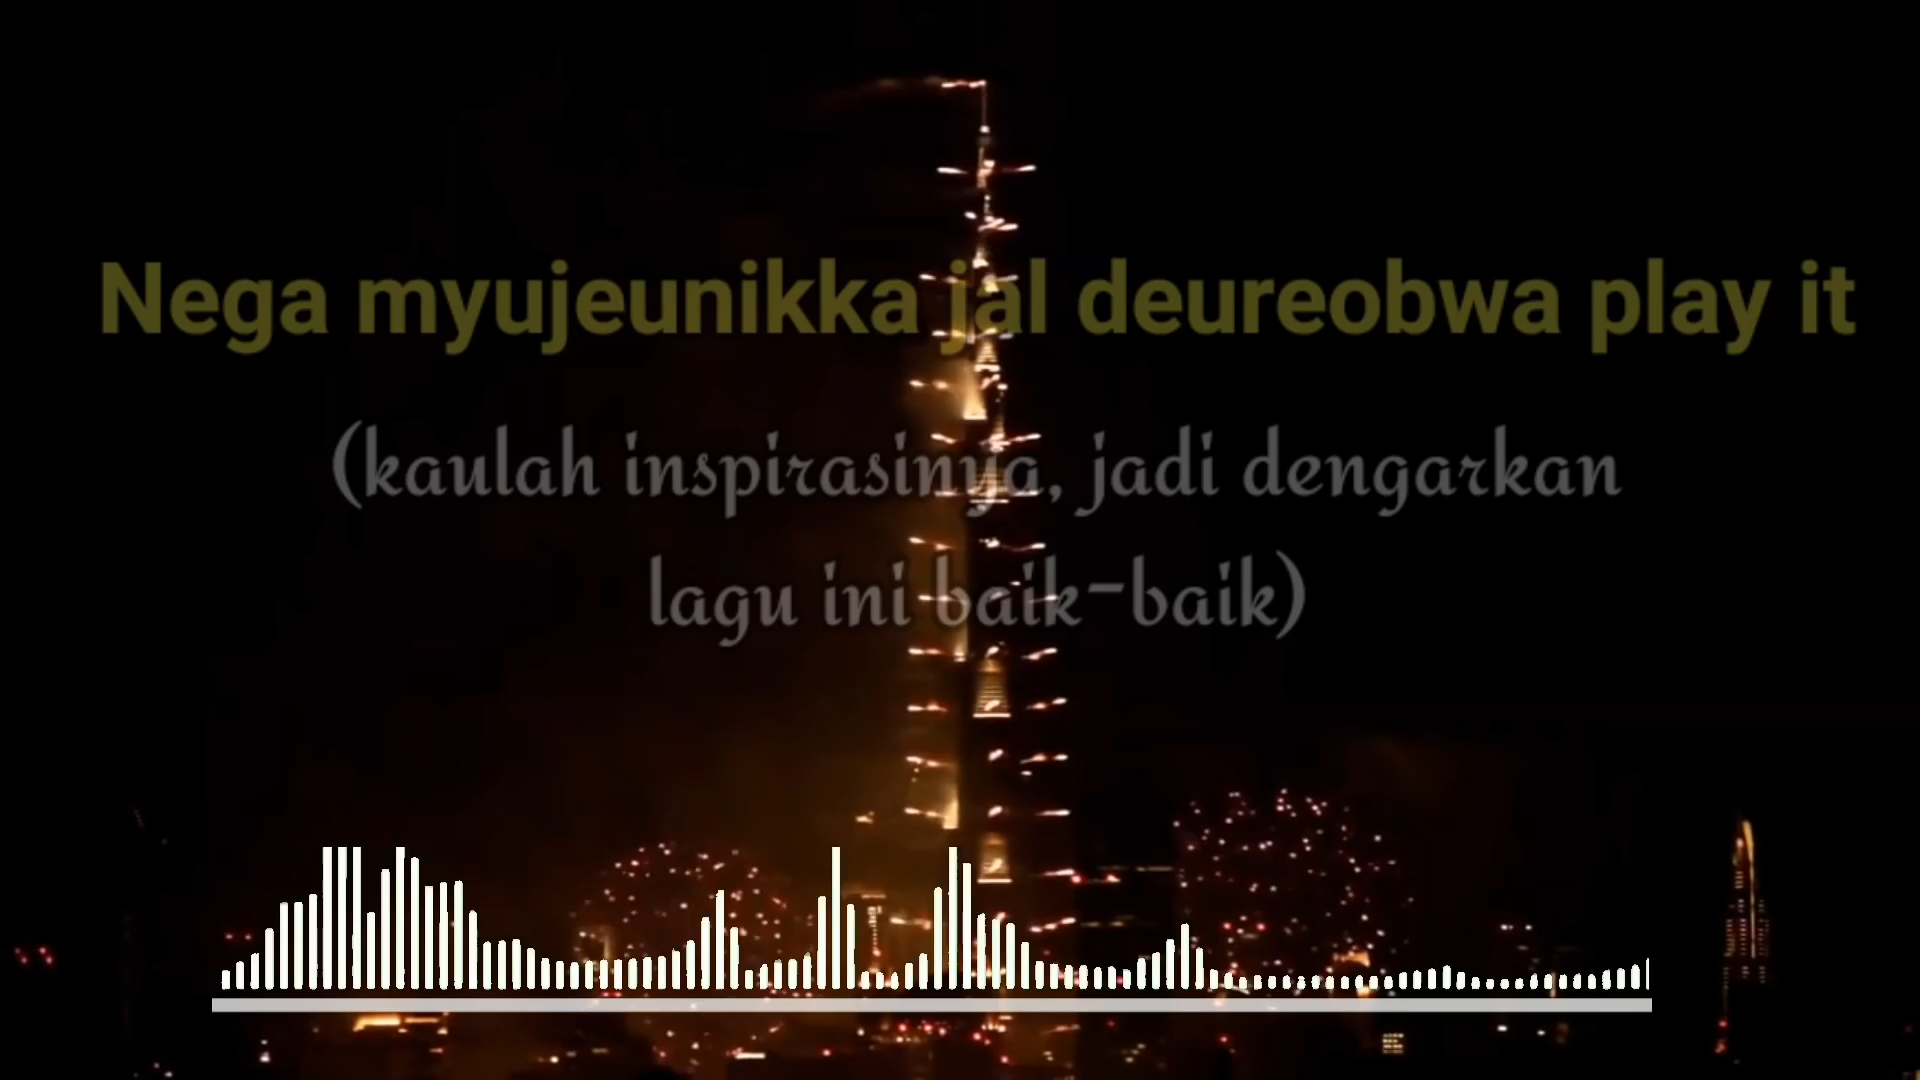 Nega myujeunikka jal deureobwa play it
(kaulah inspirasinya, jadi dengarkan
lagu ini baik-baik)